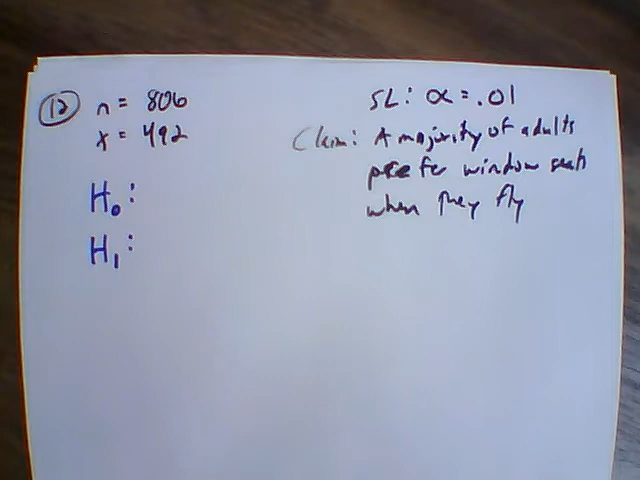 12 n = 806
x = 492
H₀:
H₁:
SL: α = .01
Claim: A majority of adults
prefer window seats
when they fly